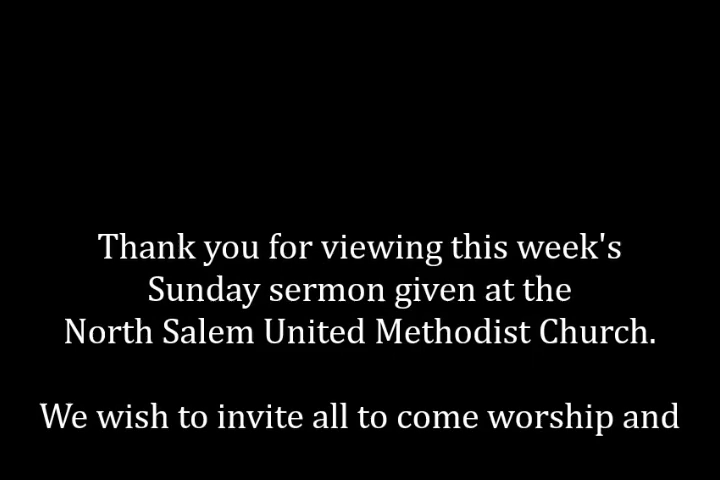 Thank you for viewing this week's
Sunday sermon given at the
North Salem United Methodist Church.
We wish to invite all to come worship and